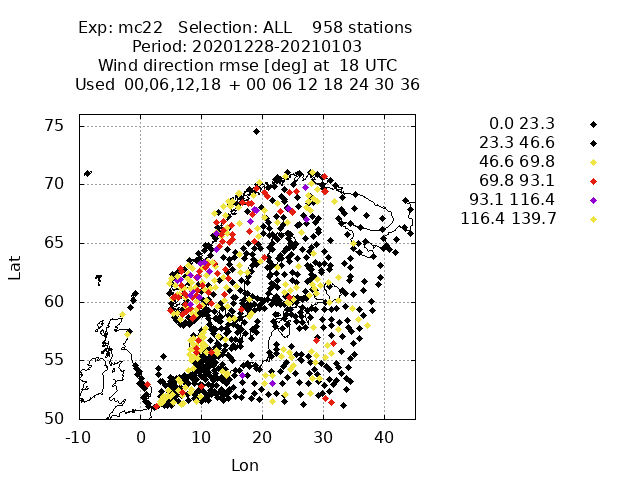 Exp: mc22 Selection: ALL 958 stations
Period: 20201228-20210103
Wind direction rmse [deg] at 18 UTC
Used 00,06,12,18 + 00 06 12 18 24 30 36
0.0 23.3
23.3 46.6
46.6 69.8
69.8 93.1
93.1 116.4
116.4 139.7
75
70
65
60
55
50
Lat
-10 0 10 20 30 40
Lon